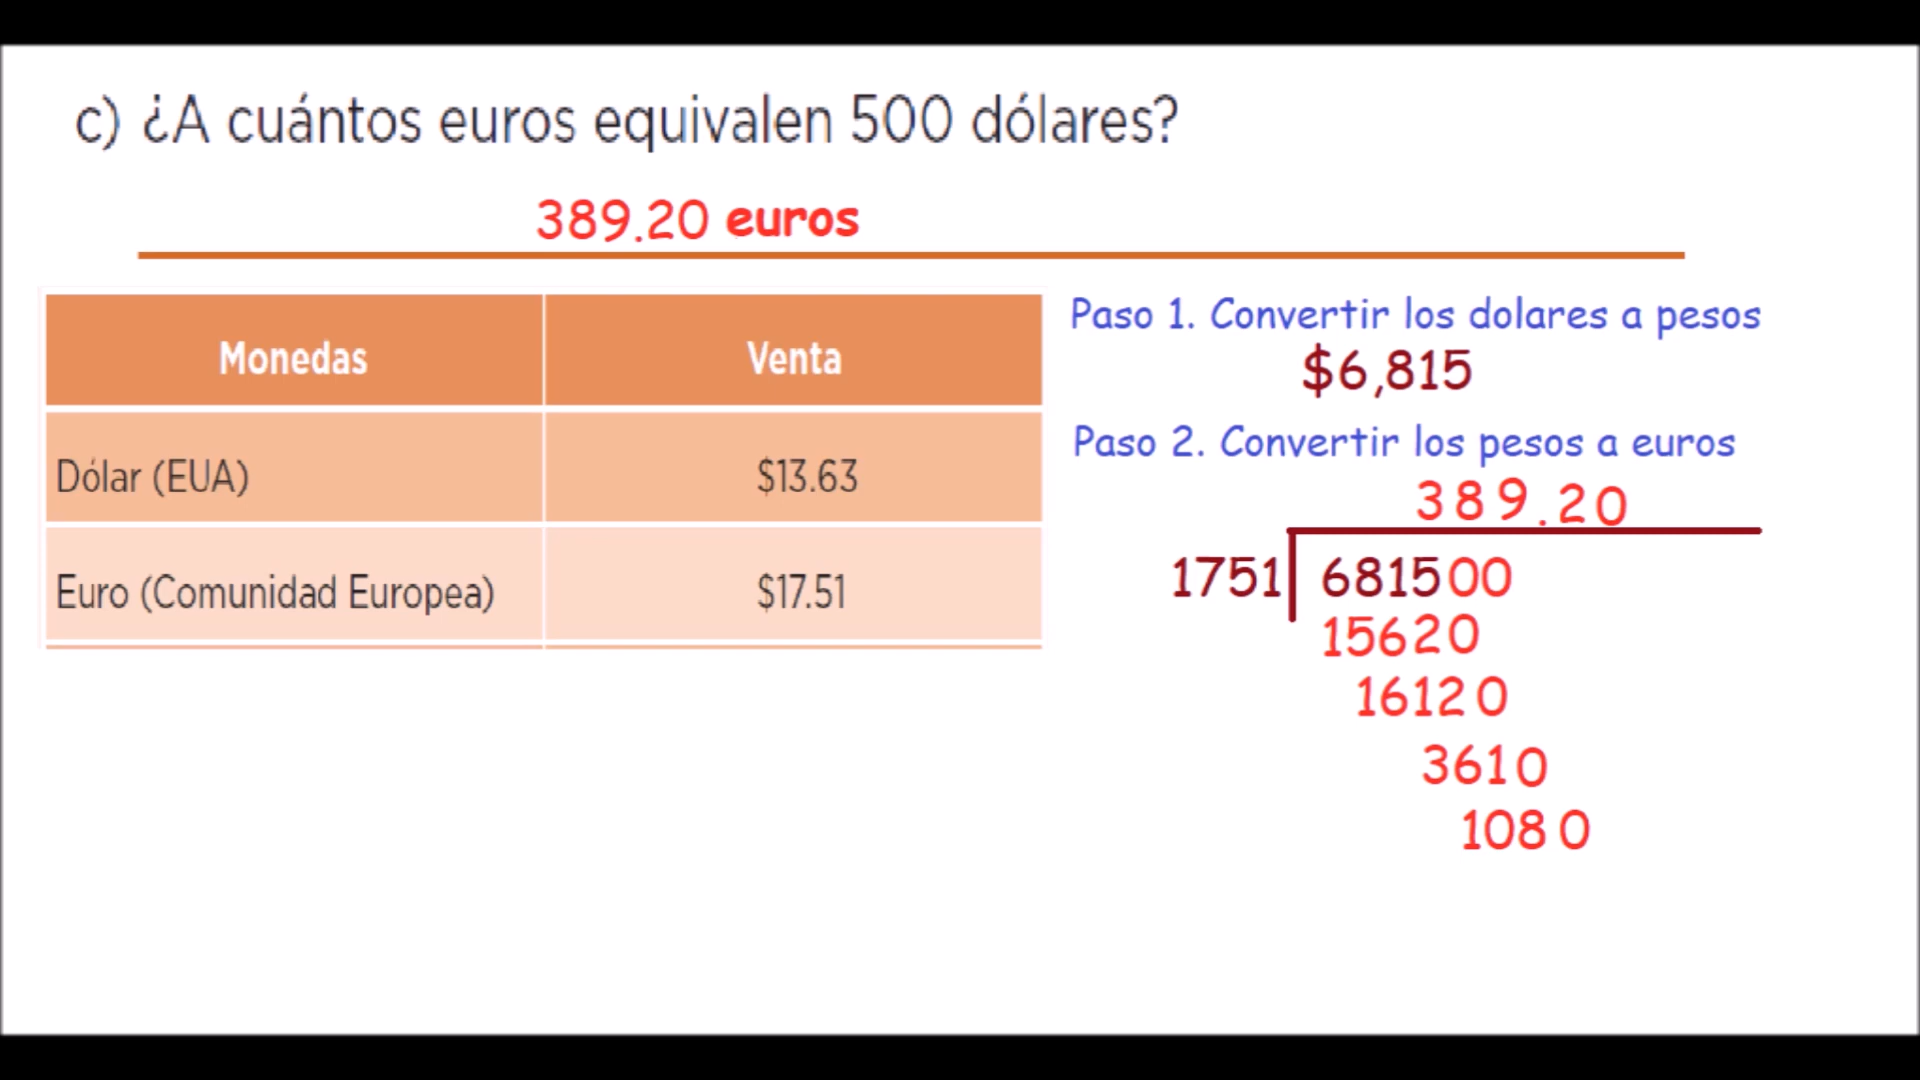 c) ¿A cuántos euros equivalen 500 dólares?
389.20 euros
Monedas Venta
Dólar (EUA) $13.63
Euro (Comunidad Europea) $17.51
Paso 1. Convertir los dolares a pesos
$6,815
Paso 2. Convertir los pesos a euros
389.20
1751 681500
15620
16120
3610
1080